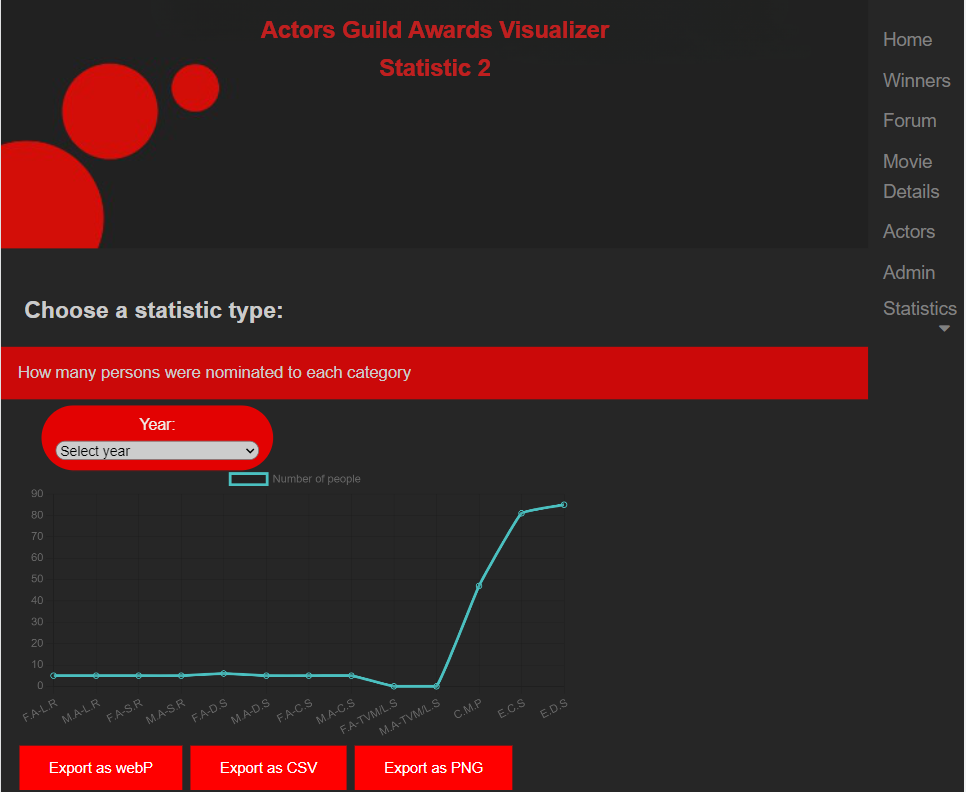 Actors Guild Awards Visualizer
Statistic 2
Home
Winners
Forum
Movie
Details
Actors
Admin
Statistics
Choose a statistic type:
How many persons were nominated to each category
Year:
Select year
Number of people
90
80
70
60
50
40
30
20
10
0
F.A-L.R
M.A-L.R
F.A-S.R
M.A-S.R
F.A-D.S
M.A-D.S
F.A-C.S
M.A-C.S
F.A-TVM/L.S
M.A-TVM/L.S
C.M.P
E.C.S
E.D.S
Export as webP
Export as CSV
Export as PNG